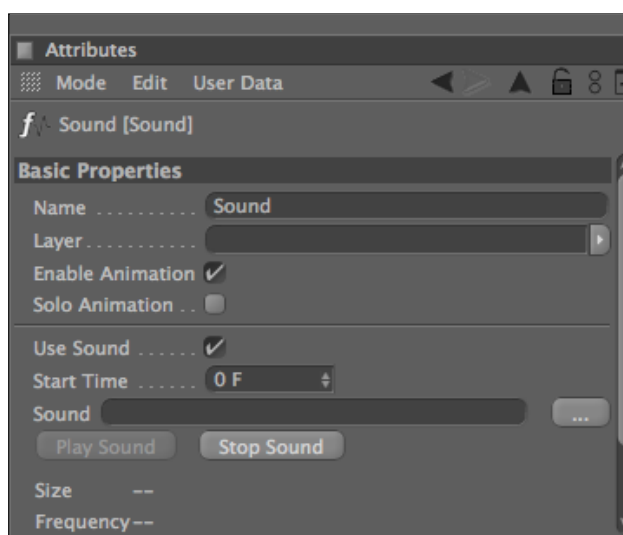 Attributes
Mode Edit User Data
Sound [Sound]
Basic Properties
Name . . . . . . . . . . Sound
Layer . . . . . . . . . . .
Enable Animation
Solo Animation . .
Use Sound . . . . . .
Start Time . . . . . . 0 F
Sound ...
Play Sound Stop Sound
Size --
Frequency --